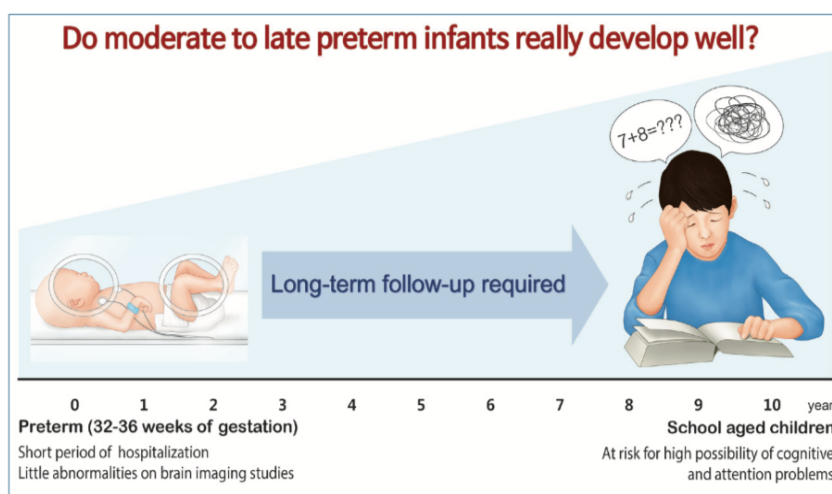 Do moderate to late preterm infants really develop well?
7+8=???
Long-term follow-up required
0 1 2 3 4 5 6 7 8 9 10 year
Preterm (32-36 weeks of gestation)
Short period of hospitalization
Little abnormalities on brain imaging studies
School aged children
At risk for high possibility of cognitive
and attention problems